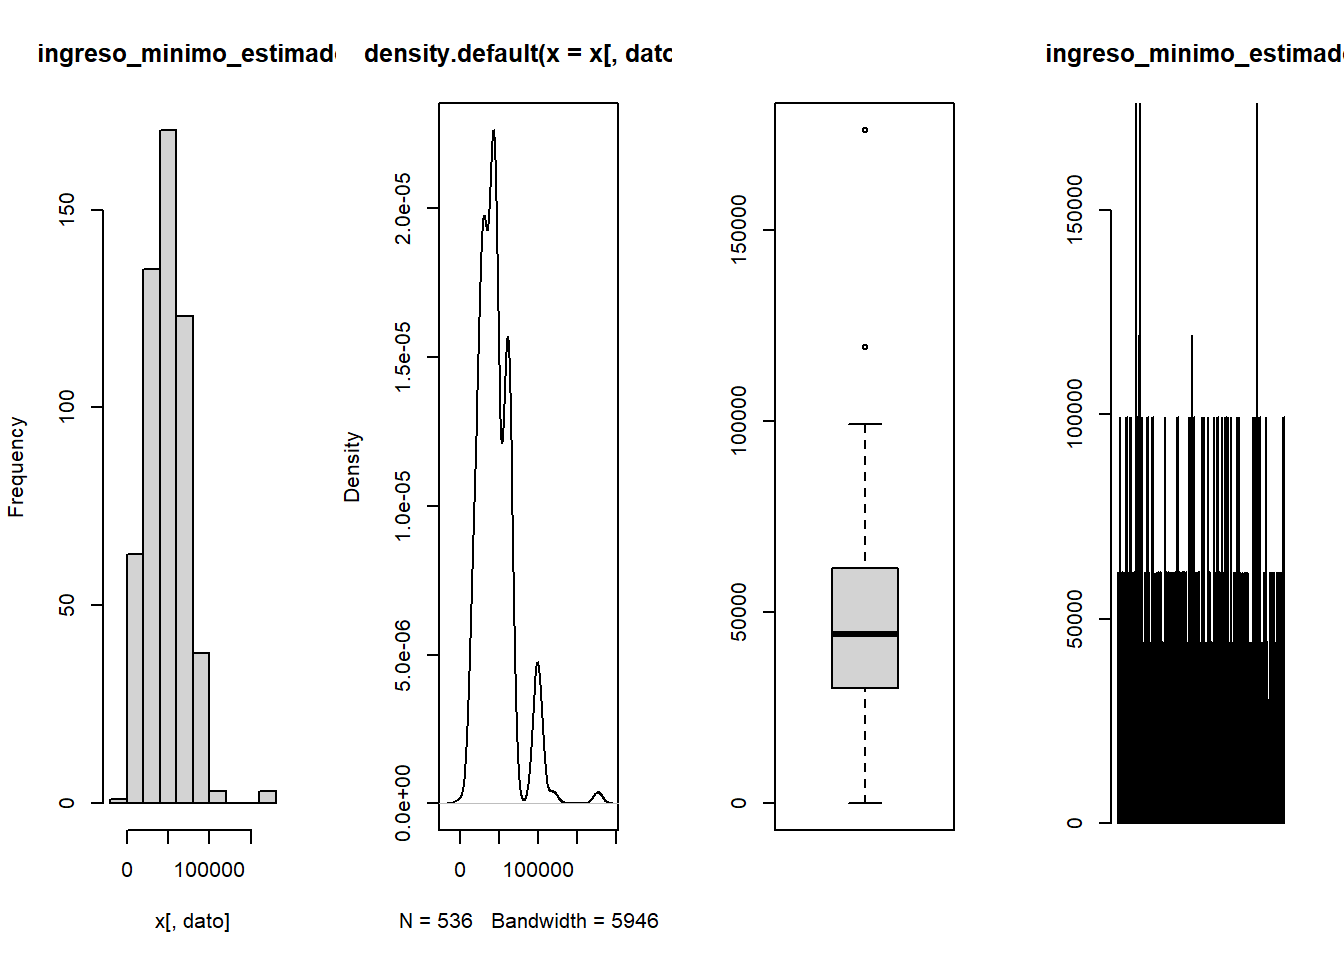 ingreso_minimo_estimad
Frequency
0
50
100
150
0
100000
x[, dato]
density.default(x = x[, dato
Density
0.0e+00
5.0e-06
1.0e-05
1.5e-05
2.0e-05
0
100000
N = 536 Bandwidth = 5946
0
50000
100000
150000
ingreso_minimo_estimad
0
50000
100000
150000